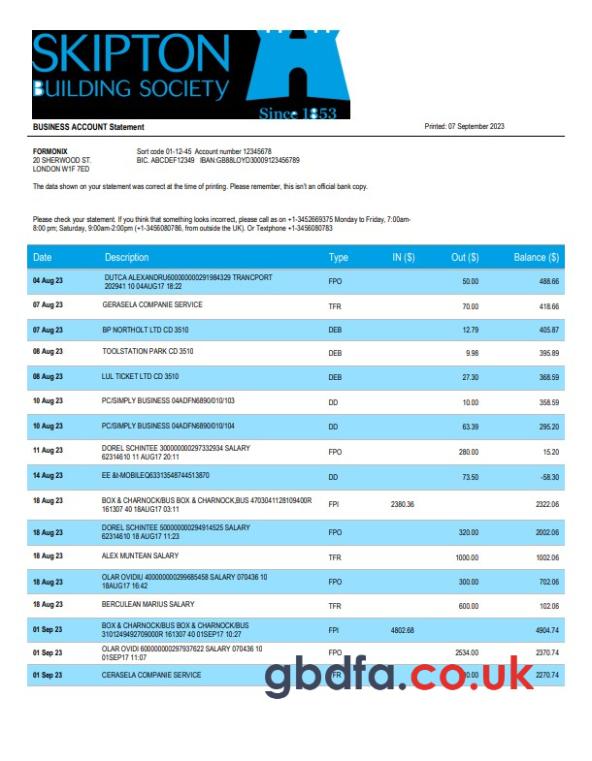 SKIPTON
BUILDING SOCIETY
Since 1853
BUSINESS ACCOUNT Statement Printed: 07 September 2023
FORMONIX Sort code 01-12-45 Account number 12345678
20 SHERWOOD ST. BIC. ABCDEF12349 IBAN:GB88LOYD30009123456789
LONDON W1F 7ED
The data shown on your statement was correct at the time of printing. Please remember, this isn't an official bank copy.
Please check your statement. If you think that something looks incorrect, please call as on +1-3452669375 Monday to Friday, 7:00am-
8:00 pm; Saturday, 9:00am-2:00pm (+1-3456080786, from outside the UK). Or Textphone +1-3456080783
Date Description Type IN ($) Out ($) Balance ($)
04 Aug 23 DUTCA ALEXANDRU600000000291984329 TRANCPORT FPO 50.00 488.66
202941 10 04AUG17 18:22
07 Aug 23 GERASELA COMPANIE SERVICE TFR 70.00 418.66
07 Aug 23 BP NORTHOLT LTD CD 3510 DEB 12.79 405.87
08 Aug 23 TOOLSTATION PARK CD 3510 DEB 9.98 395.89
08 Aug 23 LUL TICKET LTD CD 3510 DEB 27.30 368.59
10 Aug 23 PC/SIMPLY BUSINESS 04ADFN6890/010/103 DD 10.00 358.59
10 Aug 23 PC/SIMPLY BUSINESS 04ADFN6890/010/104 DD 63.39 295.20
11 Aug 23 DOREL SCHINTEE 300000000297332934 SALARY FPO 280.00 15.20
62314610 11 AUG17 20:11
14 Aug 23 EE &t-MOBILEQ63313548744513870 DD 73.50 -58.30
18 Aug 23 BOX & CHARNOCK/BUS BOX & CHARNOCK,BUS 4703041128109400R FPI 2380.36 2322.06
161307 40 18AUG17 03:11
18 Aug 23 DOREL SCHINTEE 500000000294914525 SALARY FPO 320.00 2002.06
62314610 18 AUG17 11:23
18 Aug 23 ALEX MUNTEAN SALARY TFR 1000.00 1002.06
18 Aug 23 OLAR OVIDIU 400000000299685458 SALARY 070436 10 FPO 300.00 702.06
18AUG17 16:42
18 Aug 23 BERCULEAN MARIUS SALARY TFR 600.00 102.06
01 Sep 23 BOX & CHARNOCK/BUS BOX & CHARNOCK/BUS FPI 4802.68 4904.74
3101249492709000R 161307 40 01SEP17 10:27
01 Sep 23 OLAR OVIDI 600000000297937622 SALARY 070436 10 FPO 2534.00 2370.74
01SEP17 11:07
01 Sep 23 CERASELA COMPANIE SERVICE 2270.74
gbdfa.co.uk